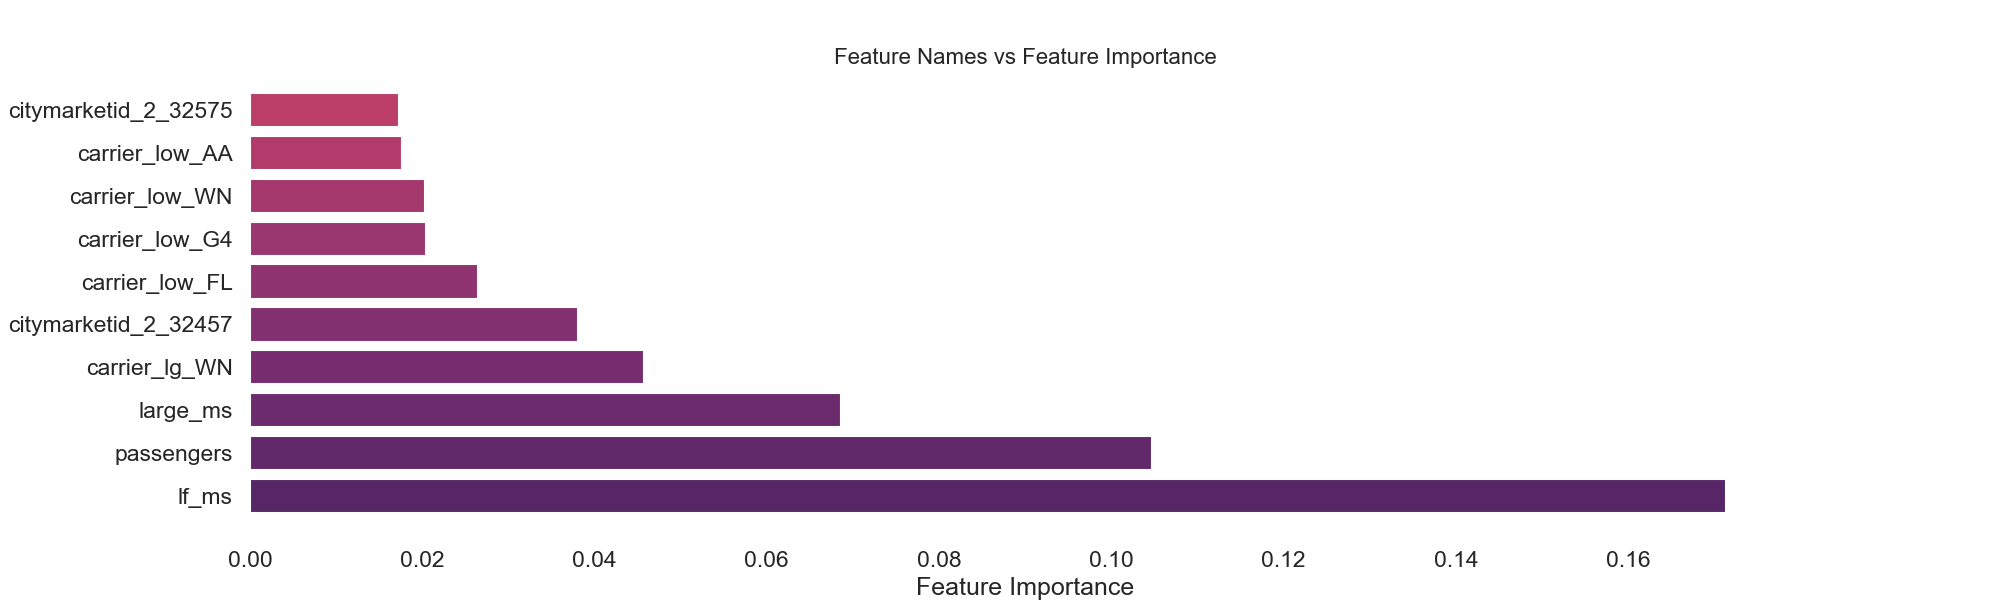 Feature Names vs Feature Importance
citymarketid_2_32575
carrier_low_AA
carrier_low_WN
carrier_low_G4
carrier_low_FL
citymarketid_2_32457
carrier_lg_WN
large_ms
passengers
lf_ms
0.00 0.02 0.04 0.06 0.08 0.10 0.12 0.14 0.16
Feature Importance